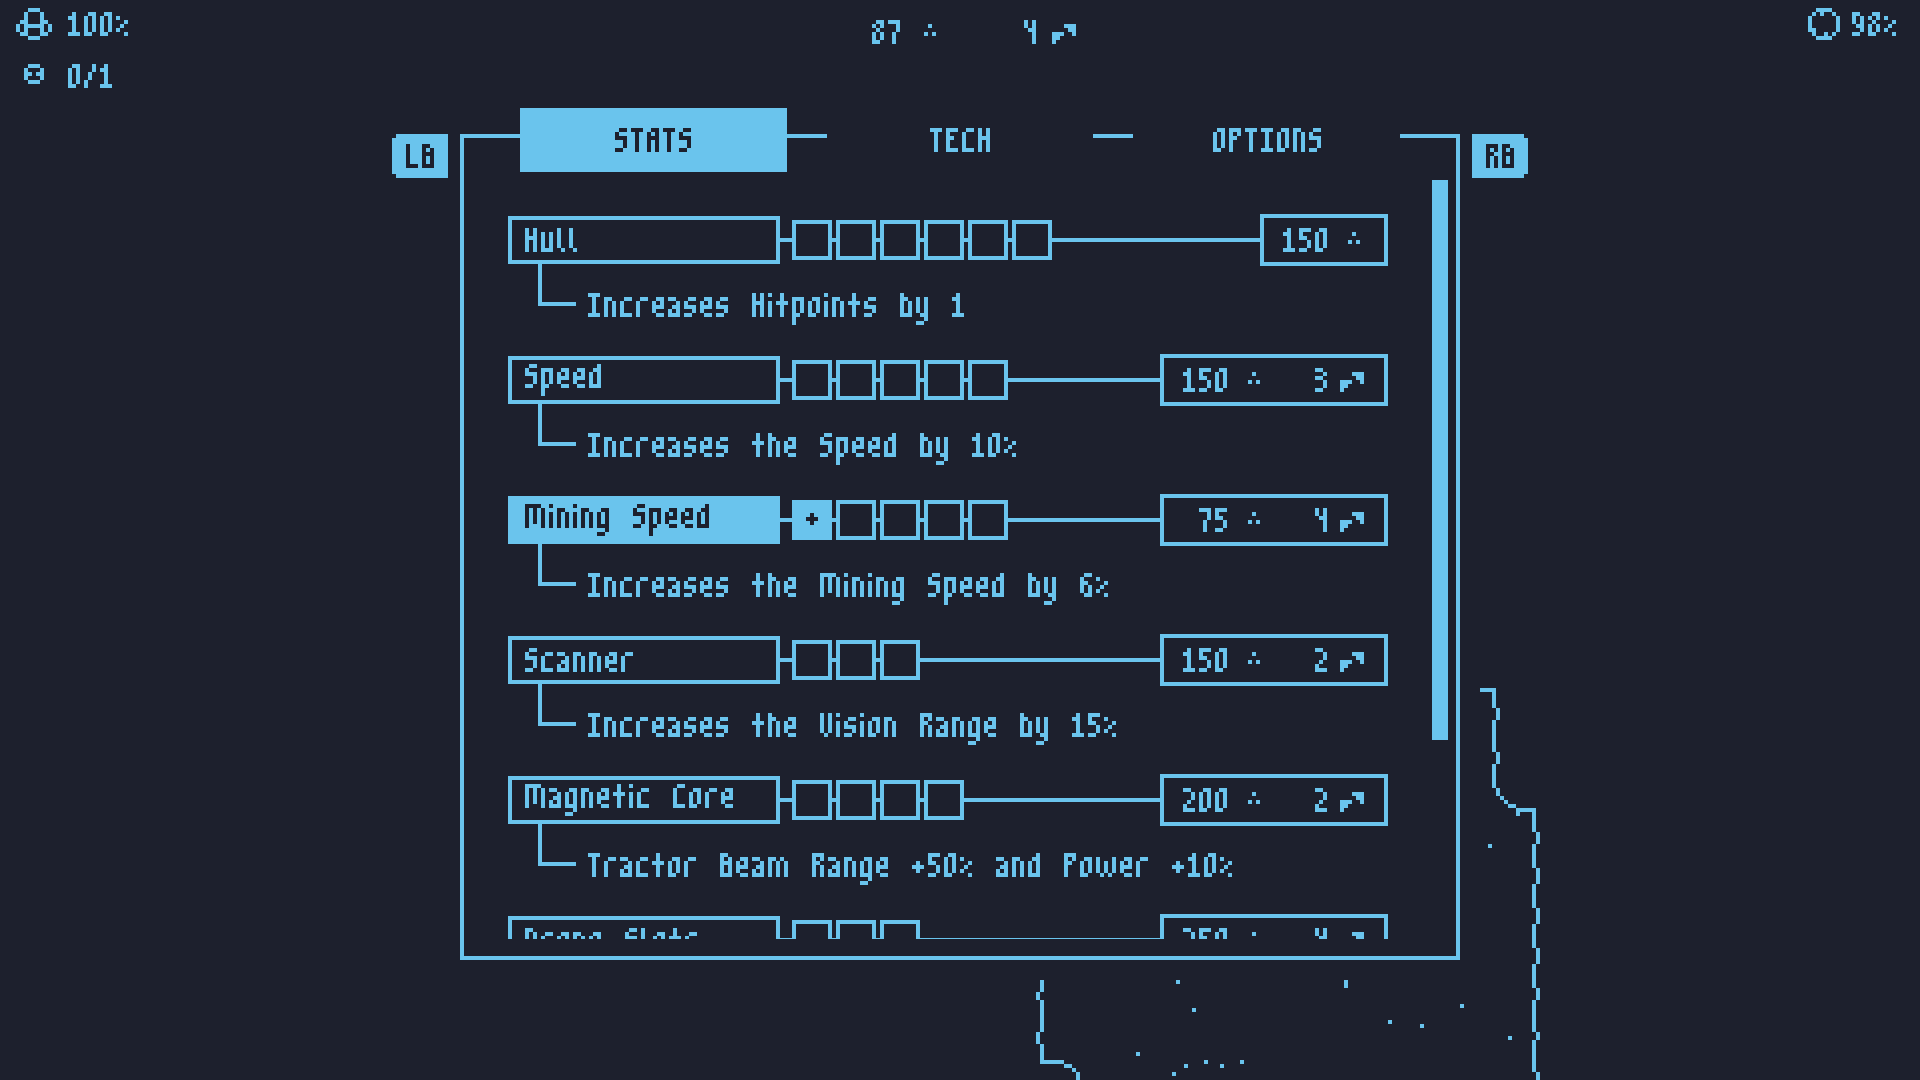 100% 87 4 98%
0/1
LB STATS TECH OPTIONS RB
Hull 150
Increases Hitpoints by 1
Speed 150 3
Increases the Speed by 10%
Mining Speed + 75 4
Increases the Mining Speed by 6%
Scanner 150 2
Increases the Vision Range by 15%
Magnetic Core 200 2
Tractor Beam Range +50% and Power +10%